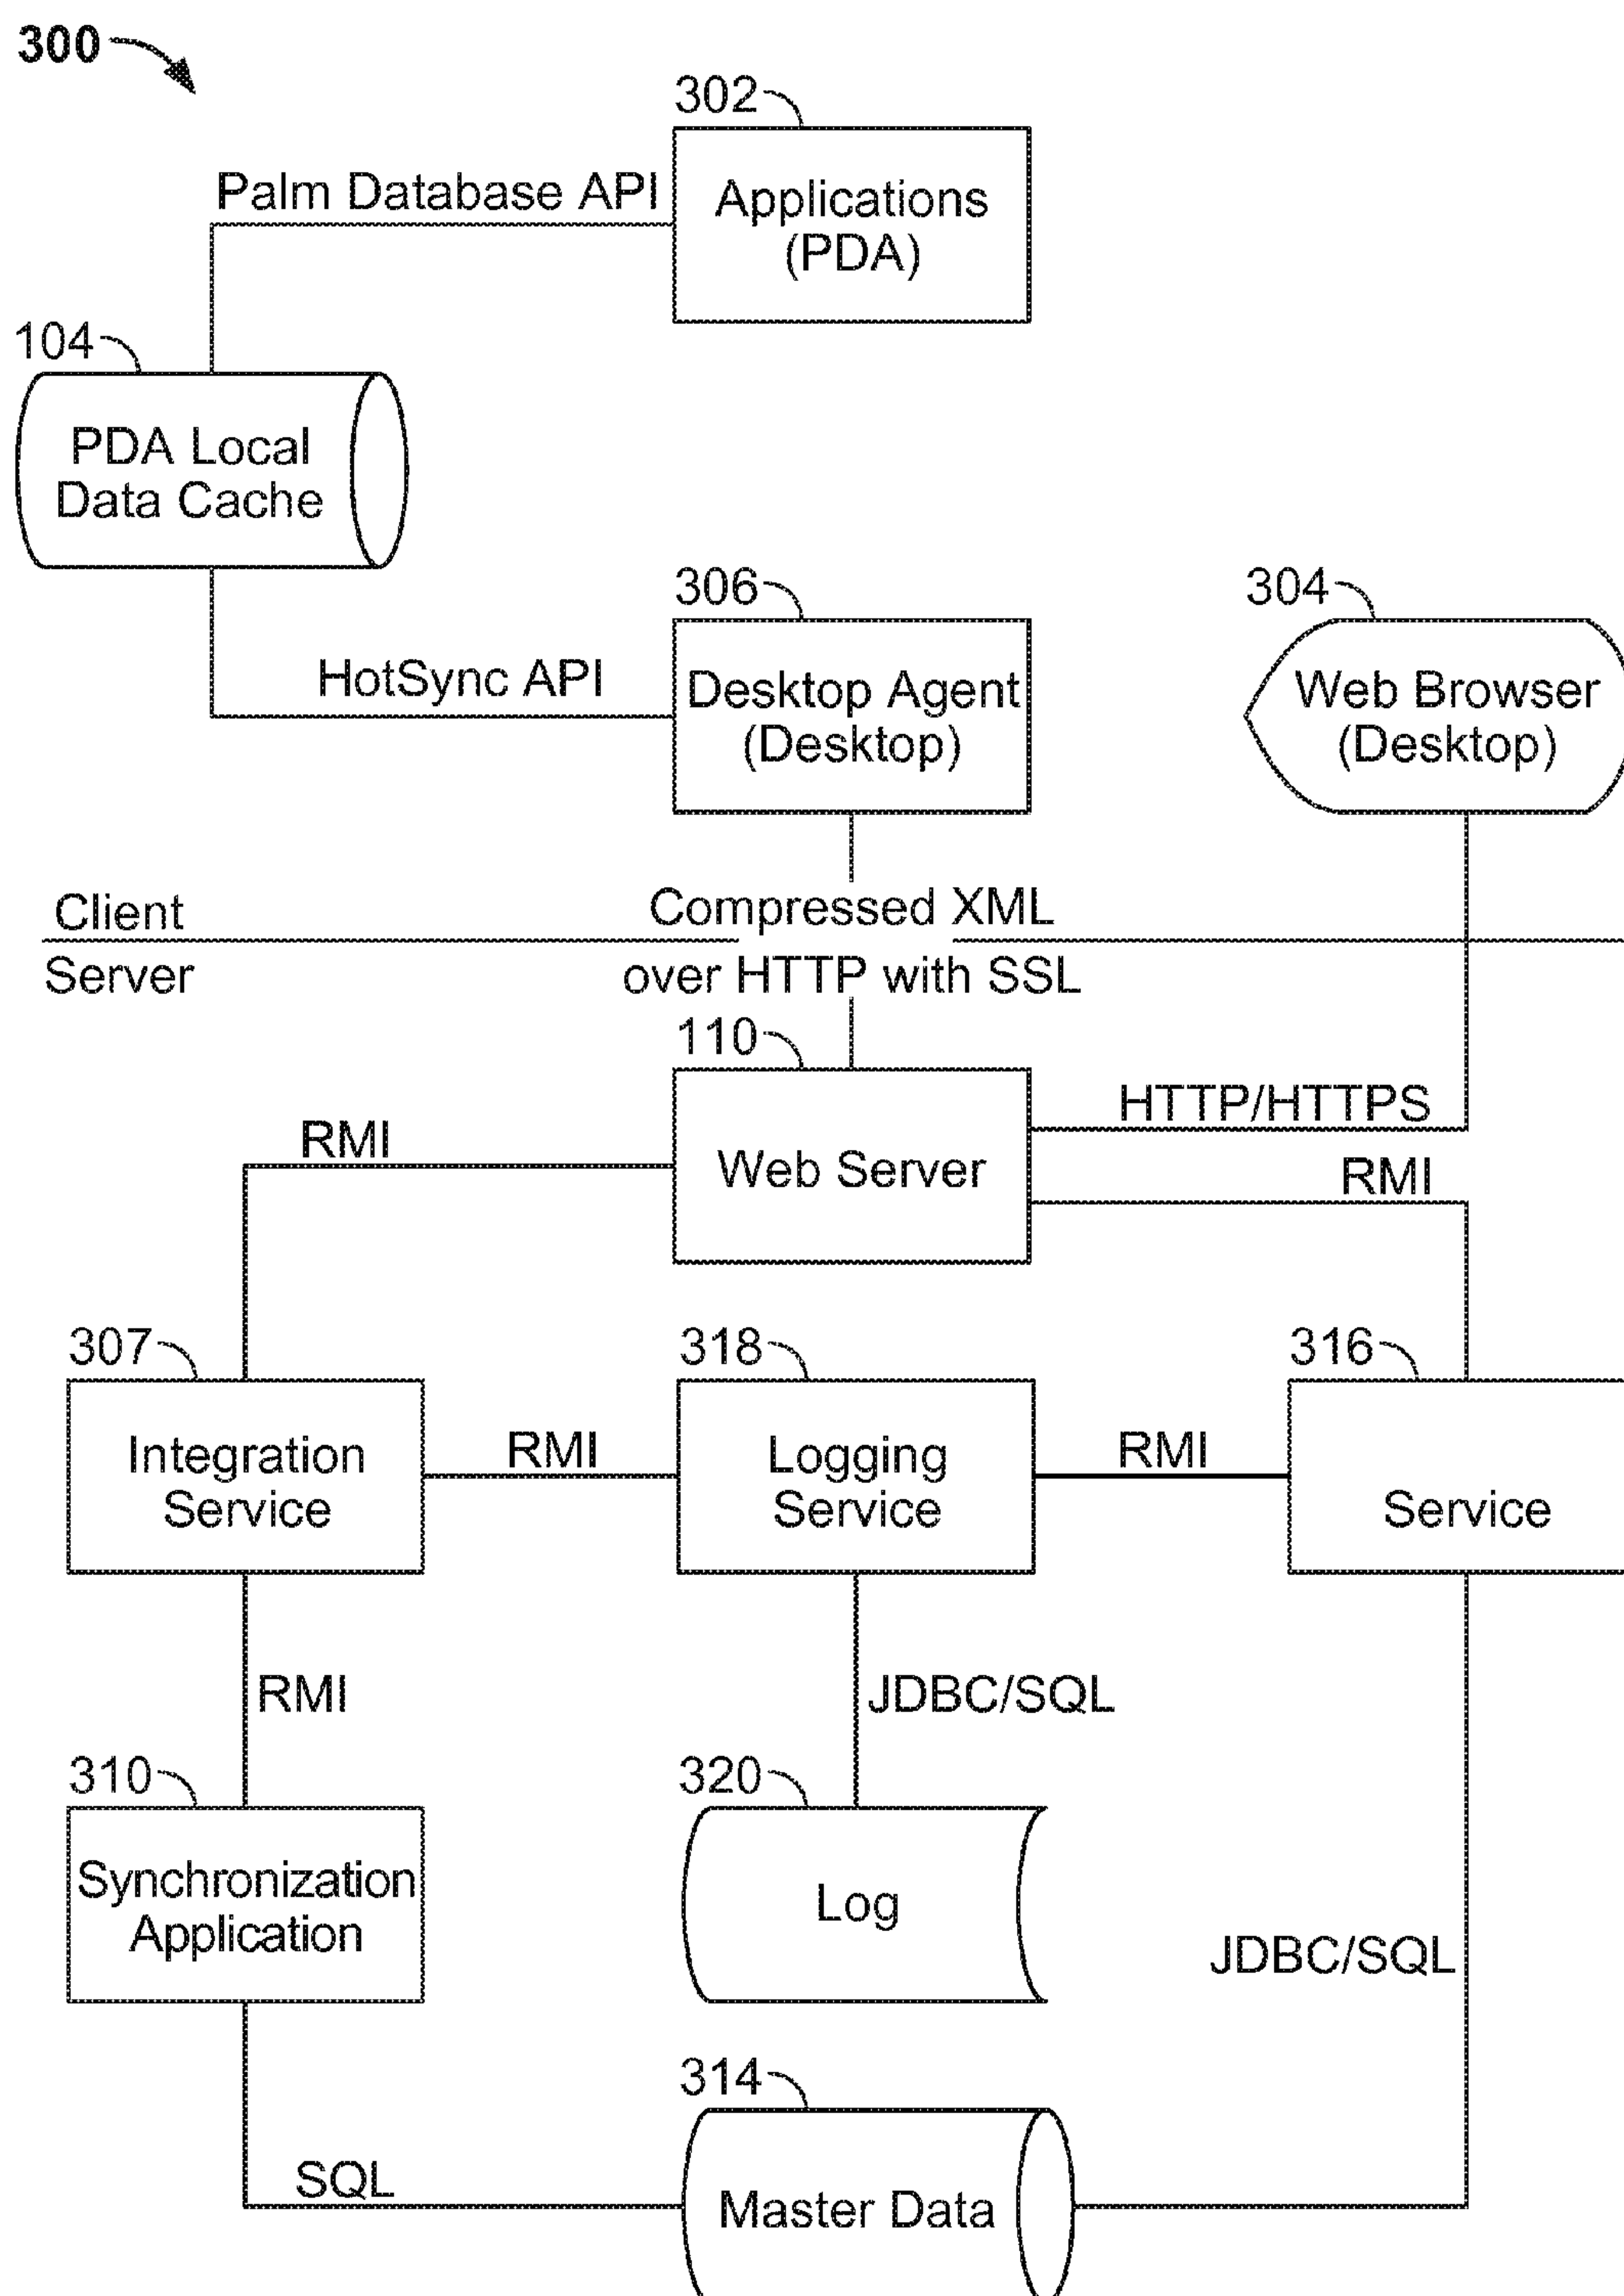 300
302
Palm Database API
Applications
(PDA)
104
PDA Local
Data Cache
306
304
HotSync API
Desktop Agent
(Desktop)
Web Browser
(Desktop)
Client
Compressed XML
Server
over HTTP with SSL
110
HTTP/HTTPS
RMI
Web Server
RMI
307
318
316
Integration
Service
RMI
Logging
Service
RMI
Service
RMI
JDBC/SQL
310
320
Synchronization
Application
Log
JDBC/SQL
314
SQL
Master Data